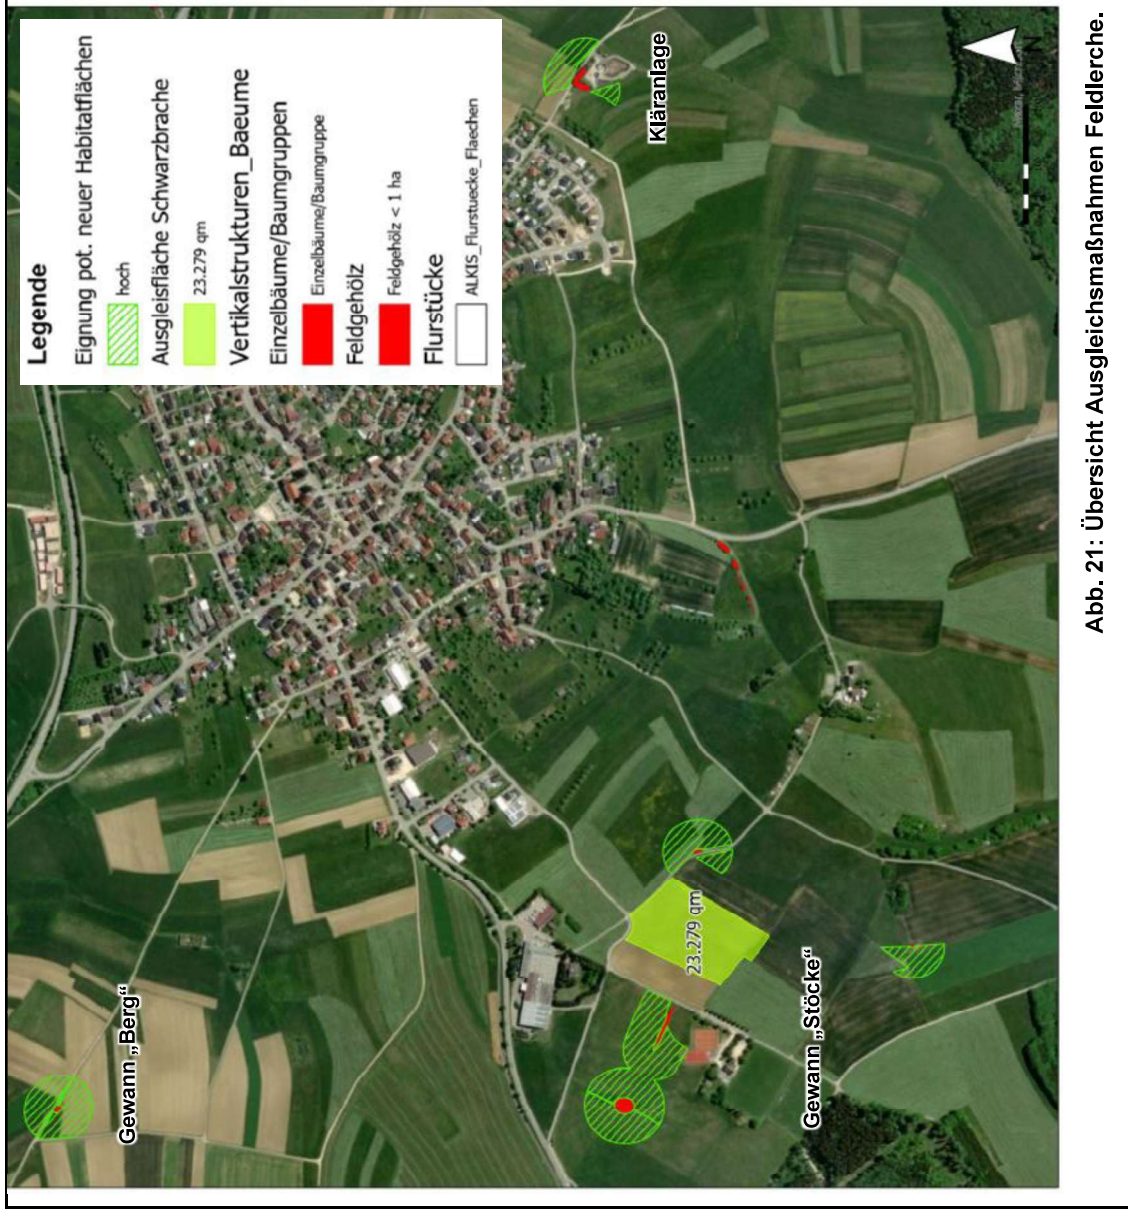 Legende
Eignung pot. neuer Habitatflächen
hoch
Ausgleisfläche Schwarzbrache
23.279 qm
Vertikalstrukturen_Baeume
Einzelbäume/Baumgruppen
Einzelbäume/Baumgruppe
Feldgehölz
Feldgehölz < 1 ha
Flurstücke
ALKIS_Flurstuecke_Flaechen
Kläranlage
N
23.279 qm
Gewann „Berg“
Gewann „Stöcke“
Abb. 21: Übersicht Ausgleichsmaßnahmen Feldlerche.